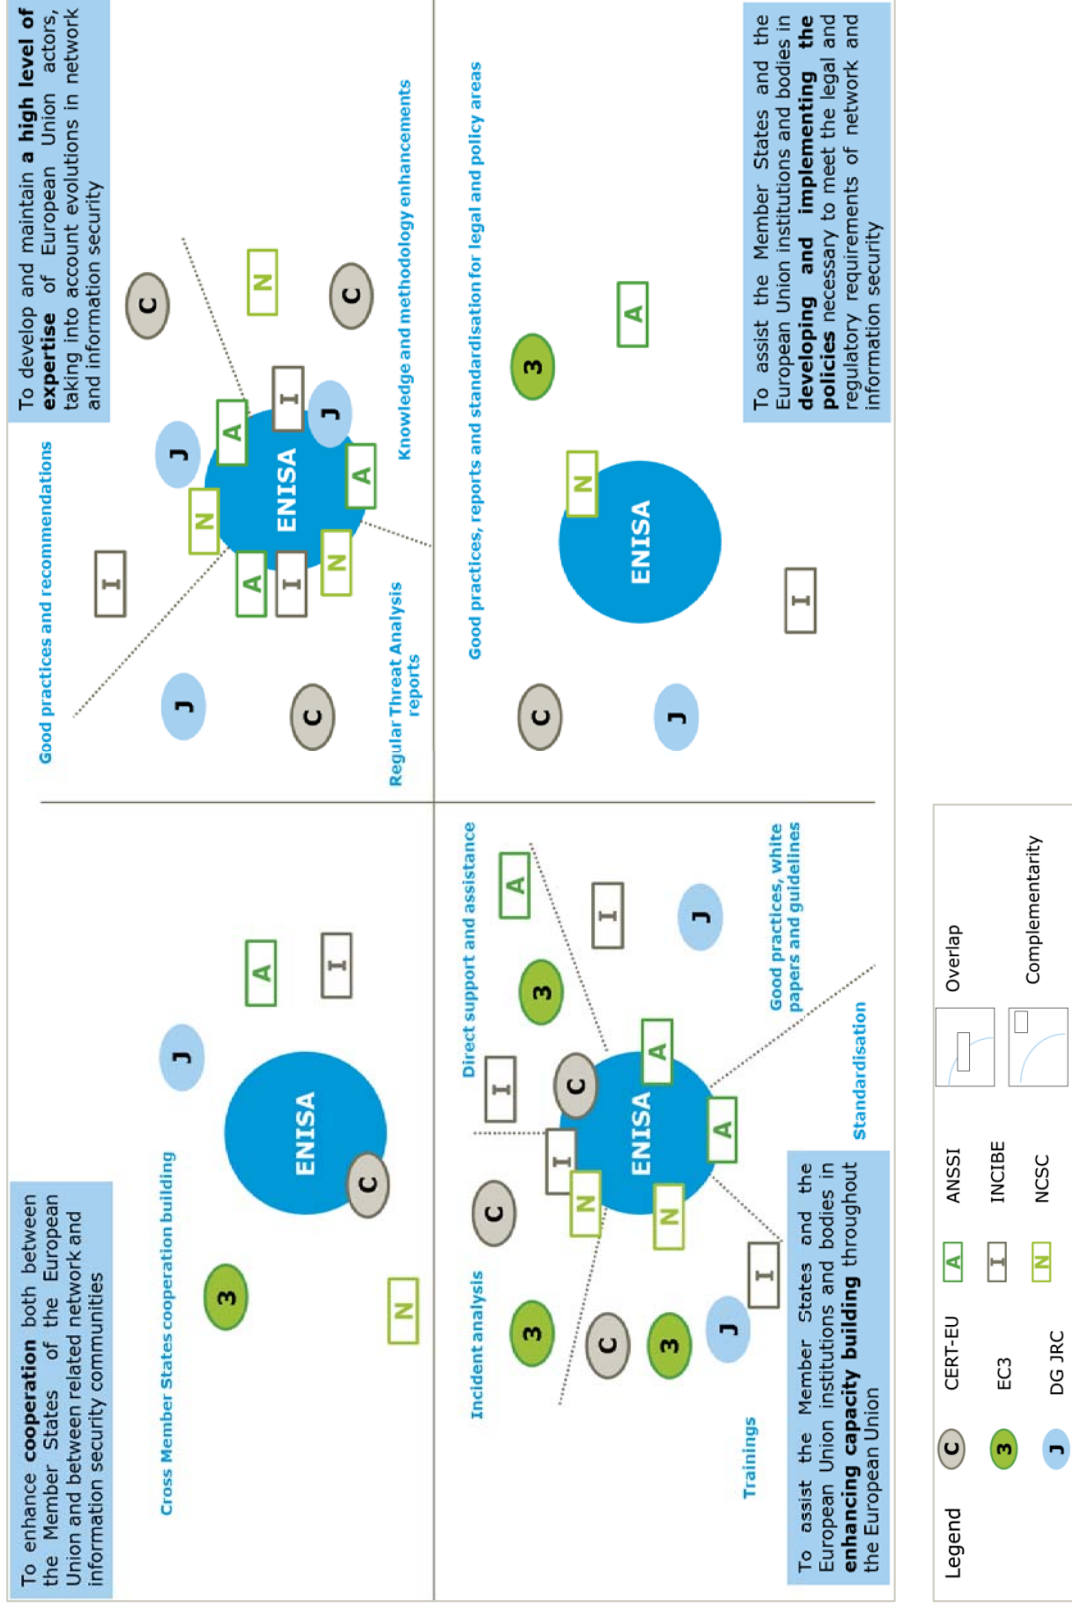 To enhance cooperation both between
the Member States of the European
Union and between related network and
information security communities
Cross Member States cooperation building
J
3
A
ENISA
I
C
N
To develop and maintain a high level of
expertise of European Union actors,
taking into account evolutions in network
and information security
Good practices and recommendations
I
C
J
J
N
A
A
N
ENISA
I
I
C
J
N
C
A
Regular Threat Analysis
reports
Knowledge and methodology enhancements
Incident analysis
Direct support and assistance
C
I
A
3
3
I
C
N
C
I
ENISA
A
N
3
J
A
J
I
Trainings
Good practices, white
papers and guidelines
Standardisation
To assist the Member States and the
European Union institutions and bodies in
enhancing capacity building throughout
the European Union
Good practices, reports and standardisation for legal and policy areas
3
C
N
A
ENISA
J
I
To assist the Member States and the
European Union institutions and bodies in
developing and implementing the
policies necessary to meet the legal and
regulatory requirements of network and
information security
Legend
C CERT-EU
A ANSSI
Overlap
3 EC3
I INCIBE
Complementarity
J DG JRC
N NCSC